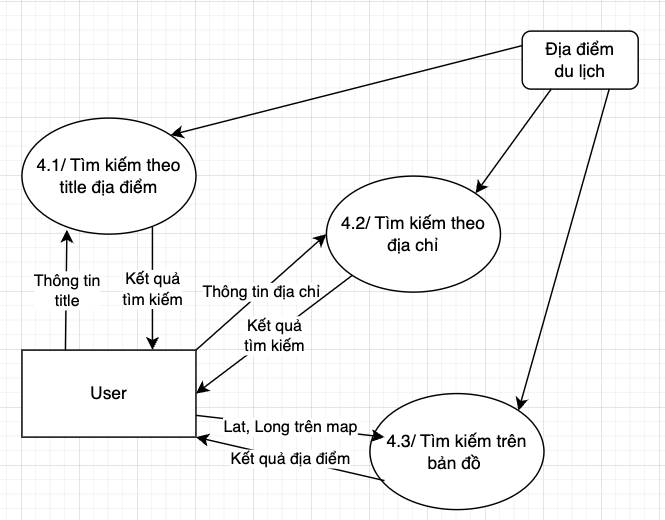 Địa điểm
du lịch
4.1/ Tìm kiếm theo
title địa điểm
4.2/ Tìm kiếm theo
địa chỉ
Thông tin
title
Kết quả
tìm kiếm
Thông tin địa chỉ
Kết quả
tìm kiếm
User
Lat, Long trên map
Kết quả địa điểm
4.3/ Tìm kiếm trên
bản đồ